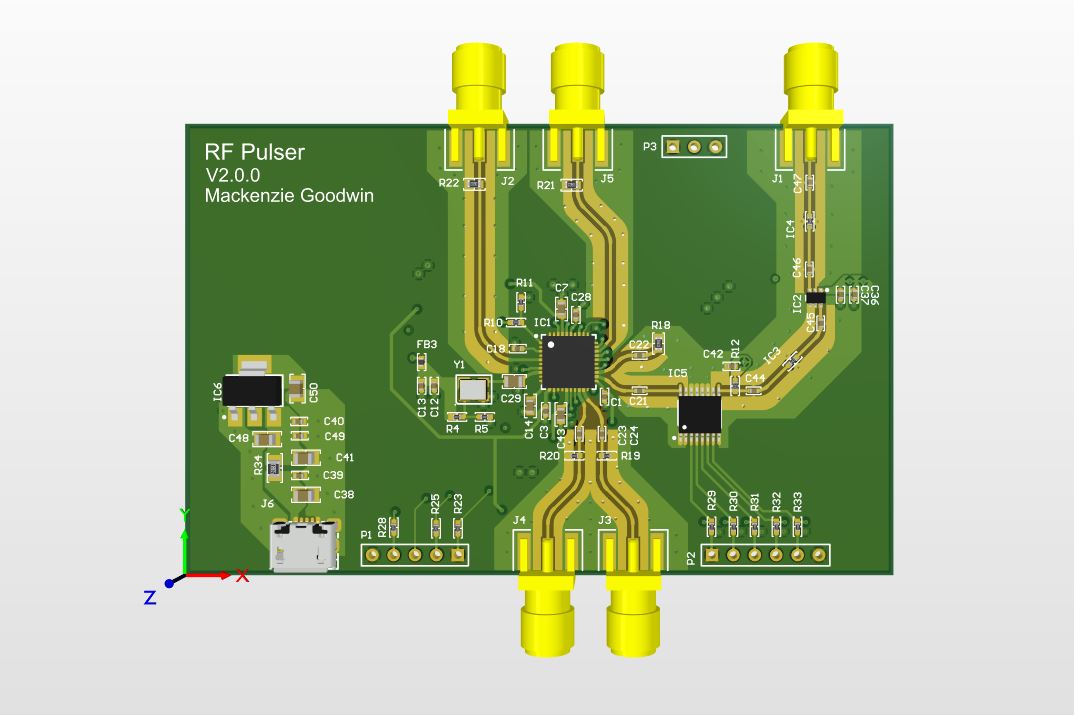 RF Pulser
V2.0.0
Mackenzie Goodwin
P3
R22
J2
R21
J5
J1
C47
IC4
C46
IC2
C37
C36
C45
R11
C7
C28
R10
IC1
C18
R18
C22
FB3
Y1
C42
R12
IC3
IC5
C44
IC6
C50
C13
C12
C29
C14
C3
C43
C1
C21
R4
R5
C23
C24
C40
C48
C49
R34
C41
R20
R19
C39
C38
J6
R28
R25
R23
R29
R30
R31
R32
R33
J4
J3
P1
P2
Y
X
Z